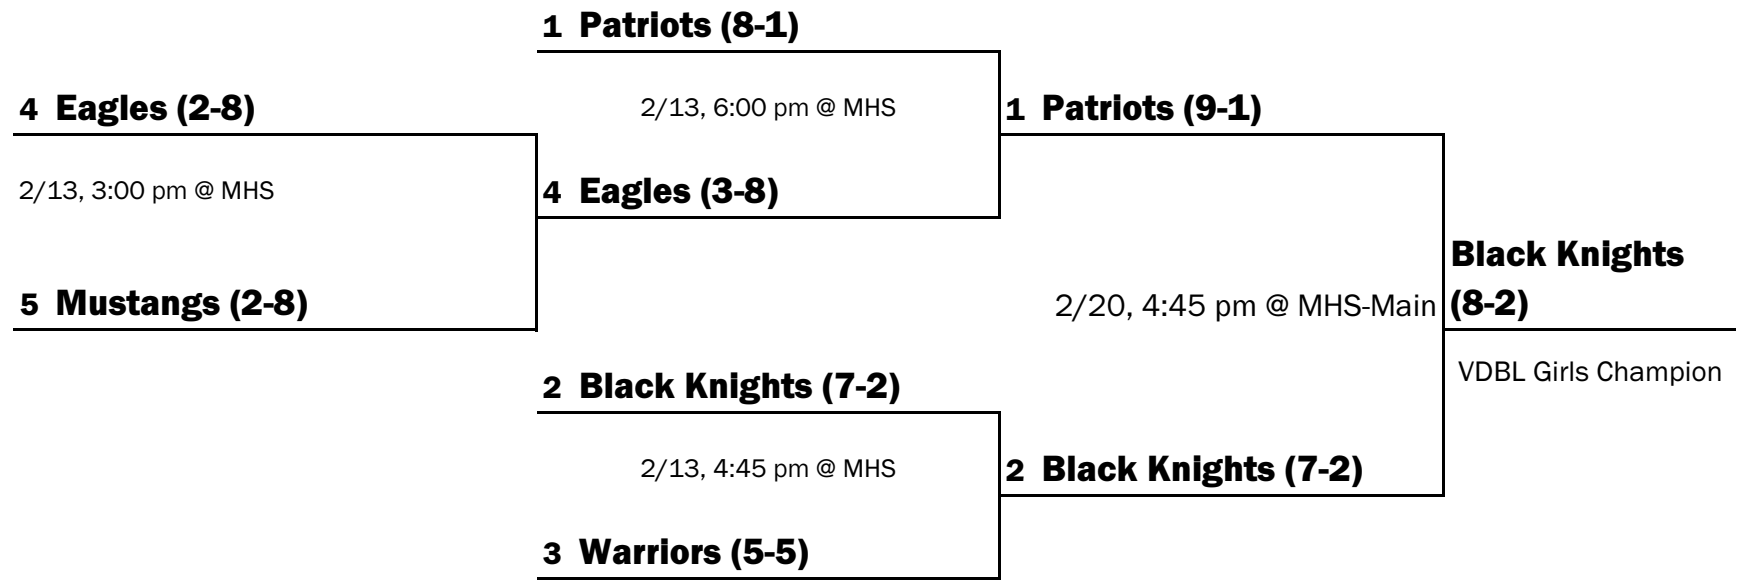 1 Patriots (8-1)
4 Eagles (2-8)
2/13, 6:00 pm @ MHS
1 Patriots (9-1)
2/13, 3:00 pm @ MHS
4 Eagles (3-8)
Black Knights
5 Mustangs (2-8)
2/20, 4:45 pm @ MHS-Main
(8-2)
VDBL Girls Champion
2 Black Knights (7-2)
2/13, 4:45 pm @ MHS
2 Black Knights (7-2)
3 Warriors (5-5)